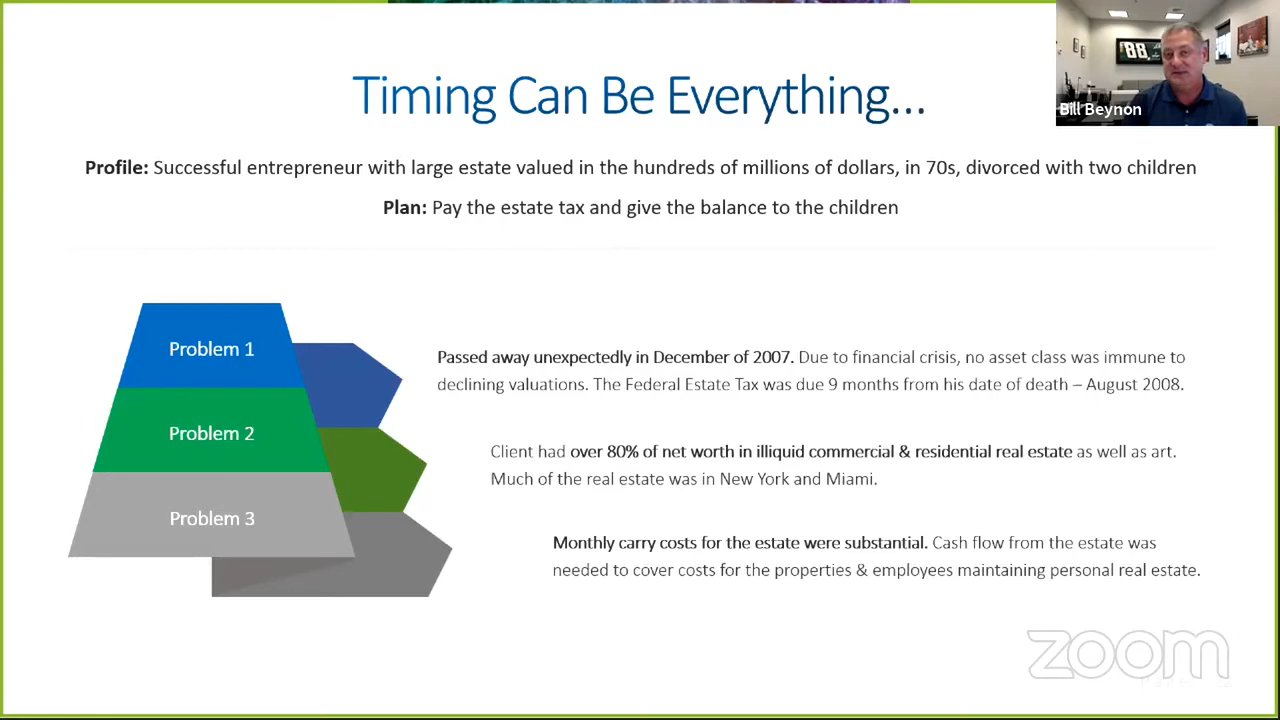 Timing Can Be Everything...
88
Bill Beynon
Profile: Successful entrepreneur with large estate valued in the hundreds of millions of dollars, in 70s, divorced with two children
Plan: Pay the estate tax and give the balance to the children
Problem 1
Passed away unexpectedly in December of 2007. Due to financial crisis, no asset class was immune to
declining valuations. The Federal Estate Tax was due 9 months from his date of death – August 2008.
Problem 2
Client had over 80% of net worth in illiquid commercial & residential real estate as well as art.
Much of the real estate was in New York and Miami.
Problem 3
Monthly carry costs for the estate were substantial. Cash flow from the estate was
needed to cover costs for the properties & employees maintaining personal real estate.
zoom